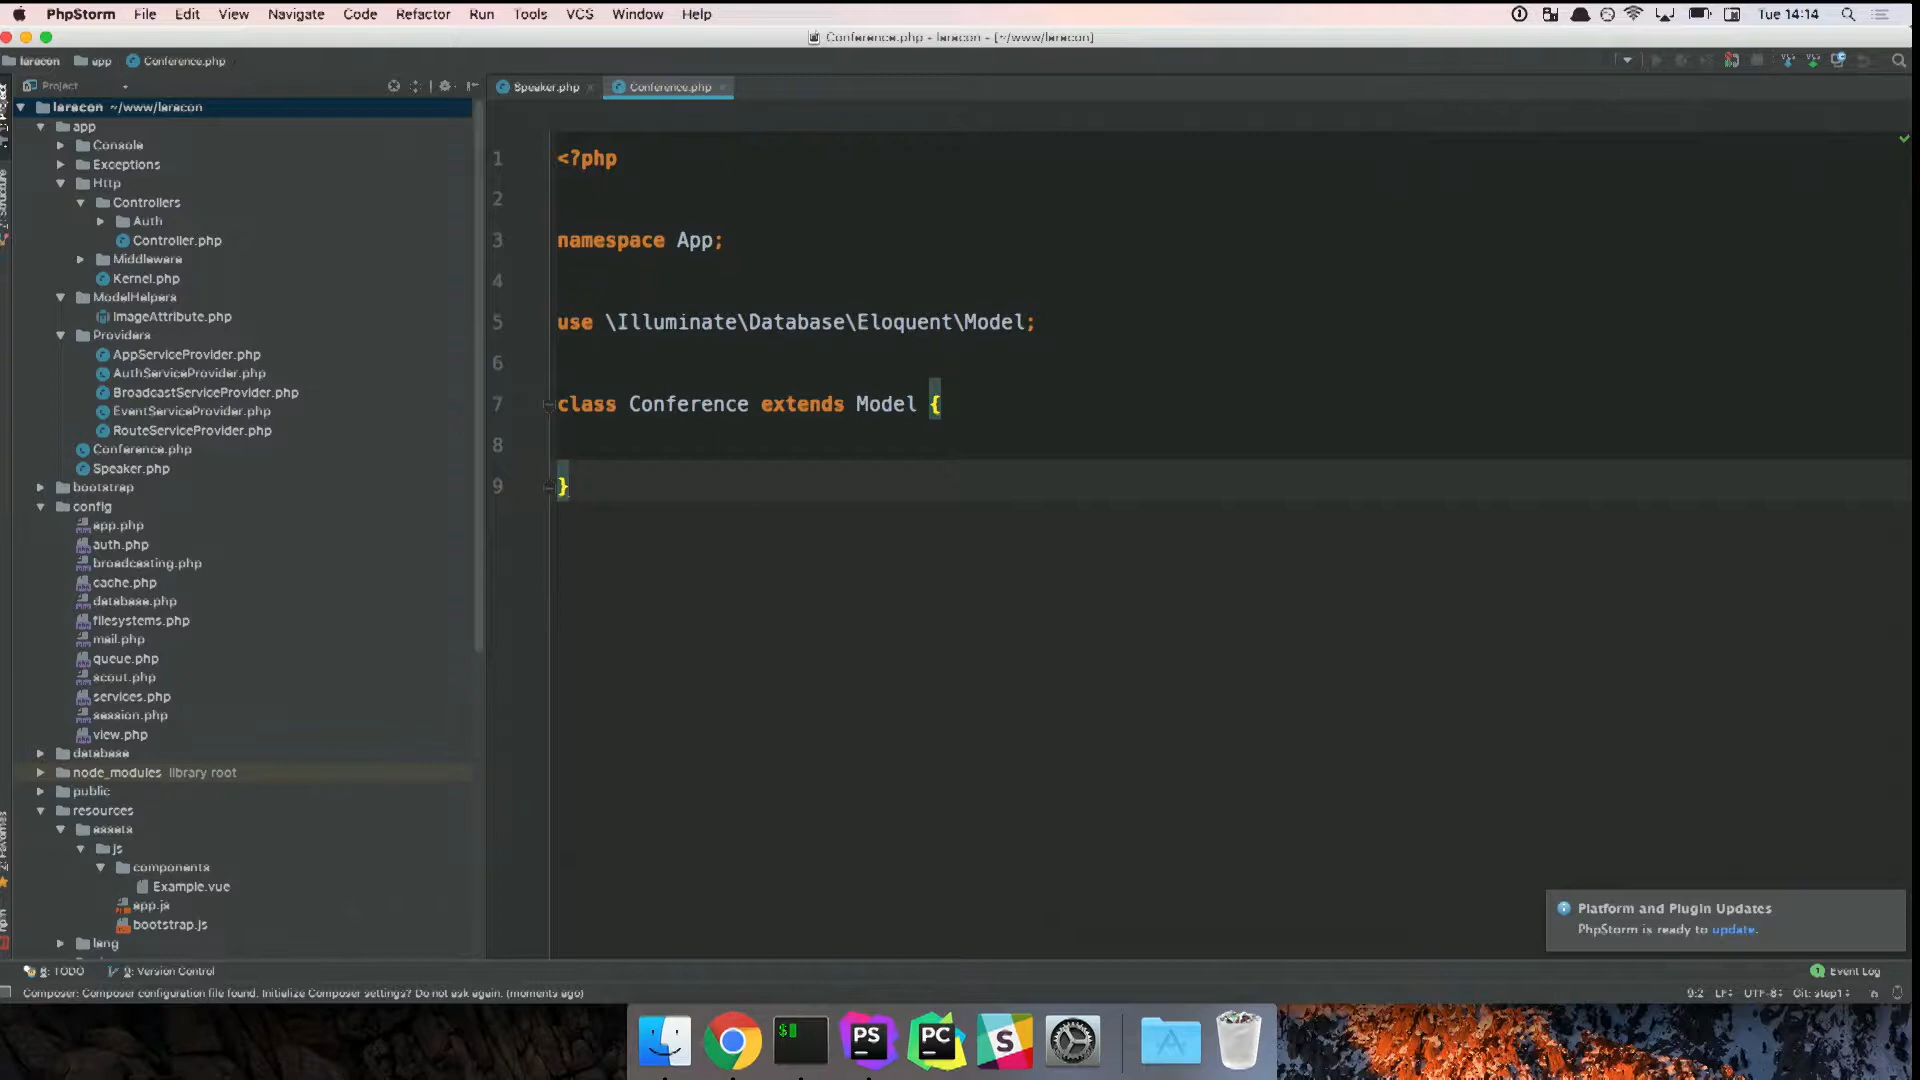 PhpStorm File Edit View Navigate Code Refactor Run Tools VCS Window Help Tue 14:14
Conference.php - laracon - [~/www/laracon]
laracon app Conference.php
Project
Speaker.php Conference.php
laracon ~/www/laracon
app
Console
Exceptions
Http
Controllers
Auth
Controller.php
Middleware
Kernel.php
ModelHelpers
ImageAttribute.php
Providers
AppServiceProvider.php
AuthServiceProvider.php
BroadcastServiceProvider.php
EventServiceProvider.php
RouteServiceProvider.php
Conference.php
Speaker.php
bootstrap
config
app.php
auth.php
broadcasting.php
cache.php
database.php
filesystems.php
mail.php
queue.php
scout.php
services.php
session.php
view.php
database
node_modules library root
public
resources
assets
js
components
Example.vue
app.js
bootstrap.js
lang
1 <?php
2
3 namespace App;
4
5 use \Illuminate\Database\Eloquent\Model;
6
7 class Conference extends Model {
8
9 }
Platform and Plugin Updates
PhpStorm is ready to update.
6: TODO 9: Version Control
1 Event Log
Composer: Composer configuration file found. Initialize Composer settings? Do not ask again. (moments ago)
9:2 LF UTF-8 Git: step1
$ PS PC S